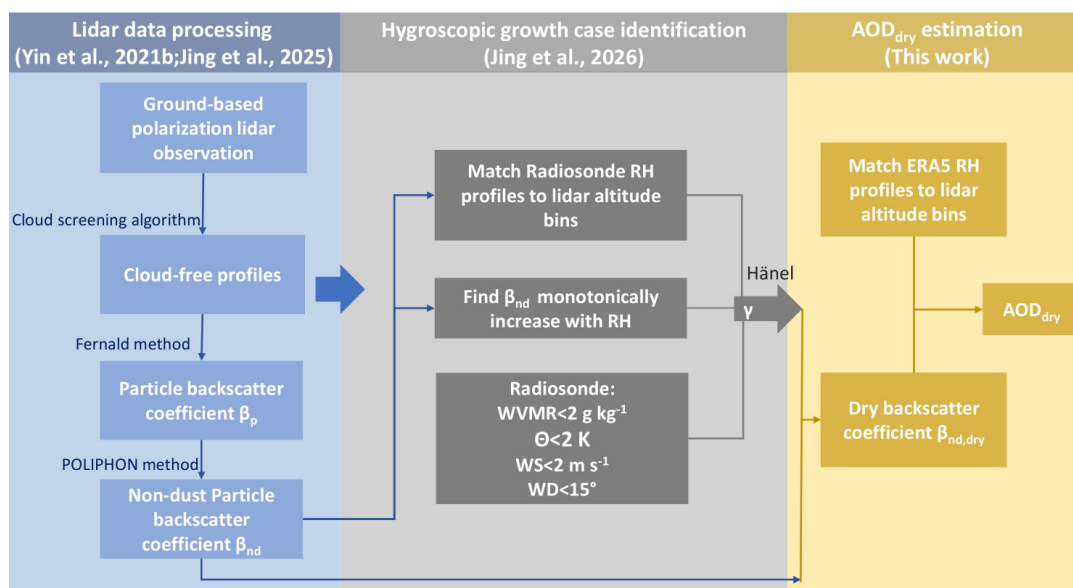 Lidar data processing
(Yin et al., 2021b;Jing et al., 2025)
Ground-based
polarization lidar
observation
Cloud screening algorithm
Cloud-free profiles
Fernald method
Particle backscatter
coefficient βp
POLIPHON method
Non-dust Particle
backscatter
coefficient βnd
Hygroscopic growth case identification
(Jing et al., 2026)
Match Radiosonde RH
profiles to lidar altitude
bins
Find βnd monotonically
increase with RH
Radiosonde:
WVMR<2 g kg⁻¹
Θ<2 K
WS<2 m s⁻¹
WD<15°
Hänel
γ
AODdry estimation
(This work)
Match ERA5 RH
profiles to lidar
altitude bins
AODdry
Dry backscatter
coefficient βnd,dry